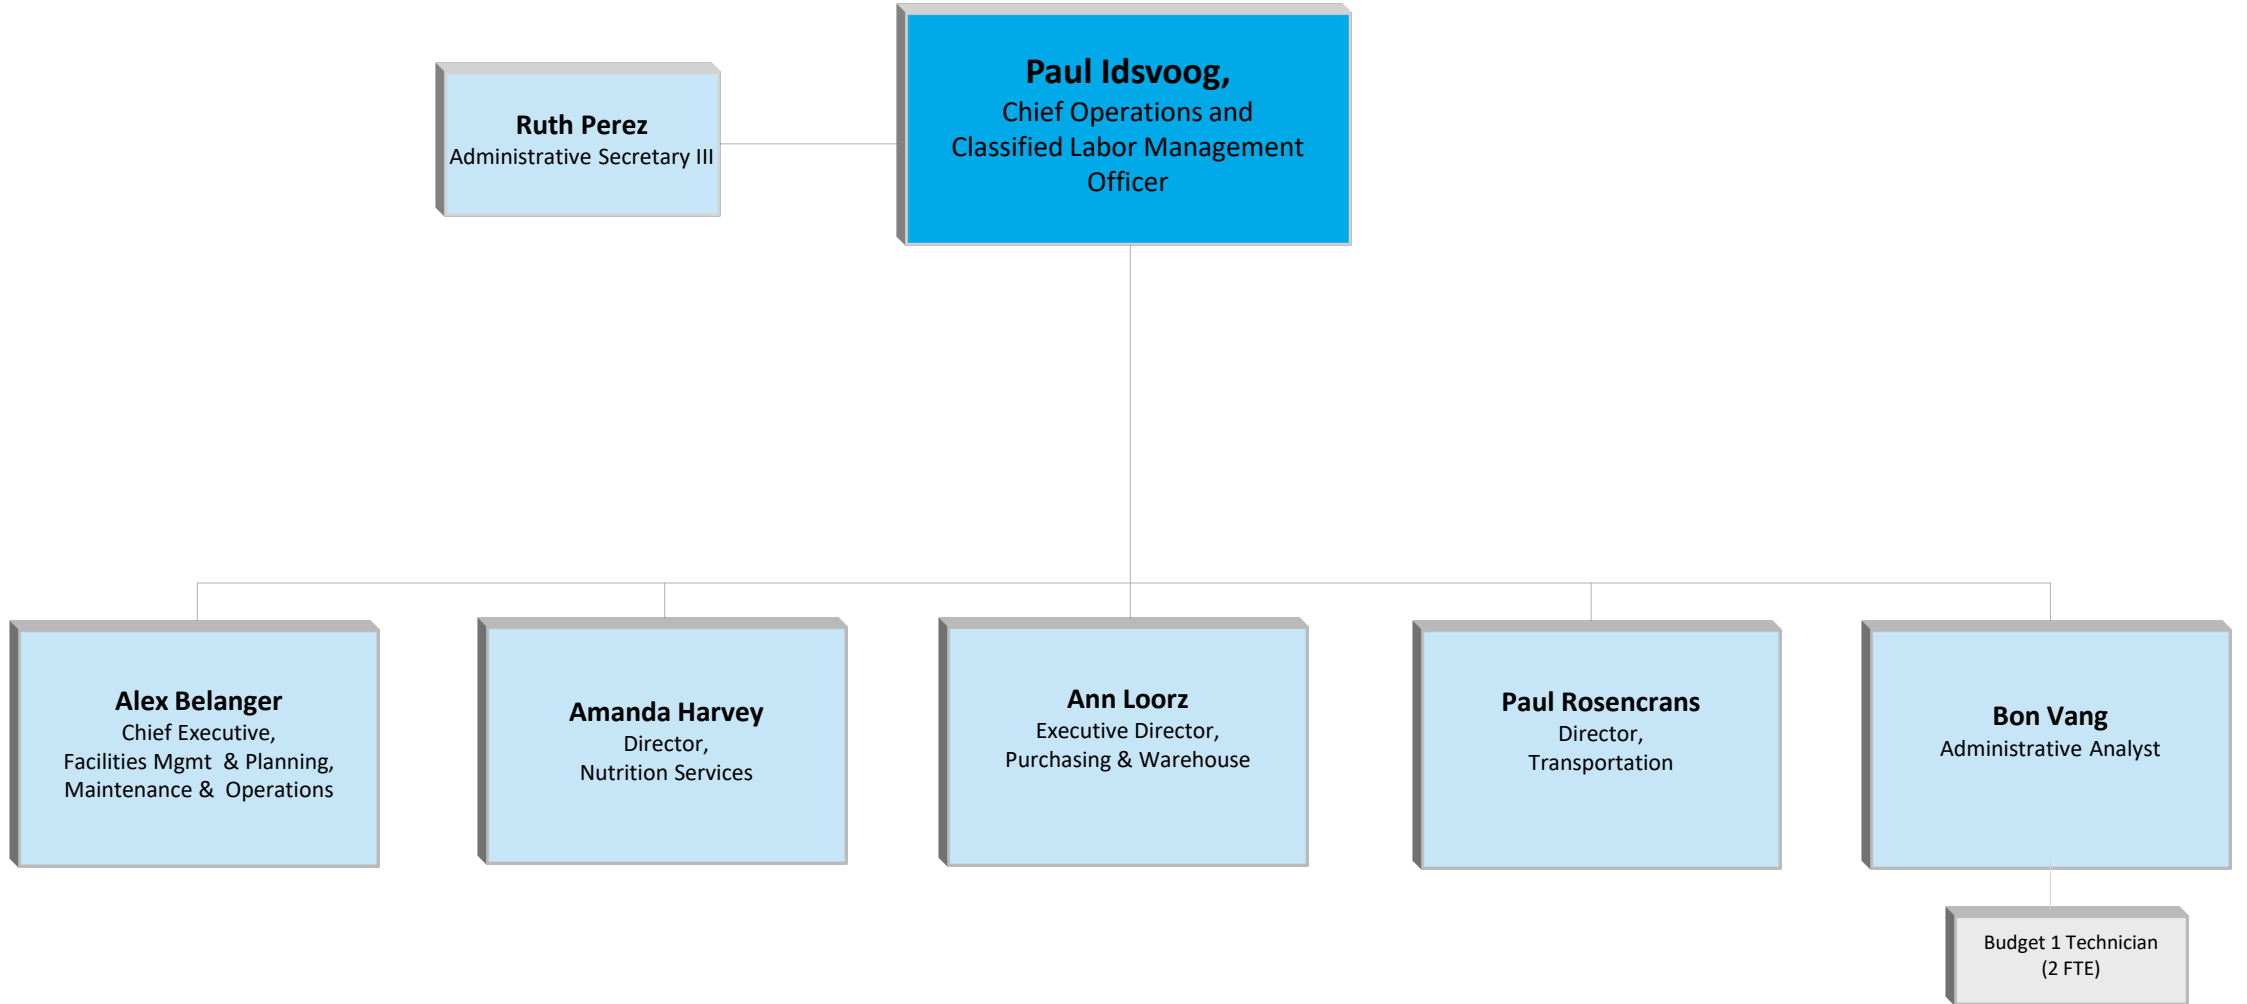 Paul Idsvoog,
Chief Operations and
Classified Labor Management
Officer
Ruth Perez
Administrative Secretary III
Alex Belanger
Chief Executive,
Facilities Mgmt  & Planning,
Maintenance &  Operations
Amanda Harvey
Director,
Nutrition Services
Ann Loorz
Executive Director,
Purchasing & Warehouse
Paul Rosencrans
Director,
Transportation
Bon Vang
Administrative Analyst
Budget 1 Technician
(2 FTE)